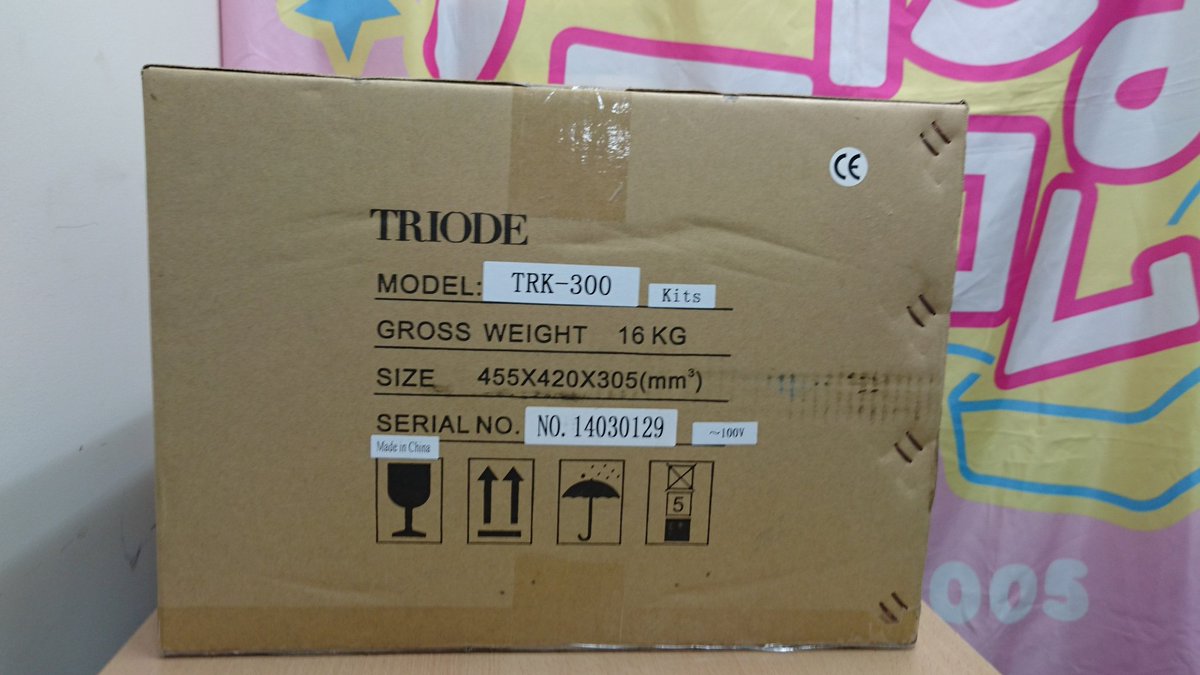 CE
TRIODE
MODEL: TRK-300 Kits
GROSS WEIGHT 16 KG
SIZE 455X420X305(mm³)
SERIAL NO. NO. 14030129 ～100V
Made in China
5
005